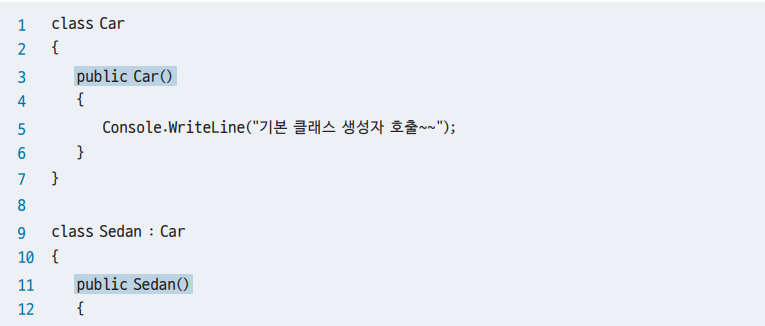 1 class Car
2 {
3 public Car()
4 {
5 Console.WriteLine("기본 클래스 생성자 호출~~");
6 }
7 }
8
9 class Sedan : Car
10 {
11 public Sedan()
12 {